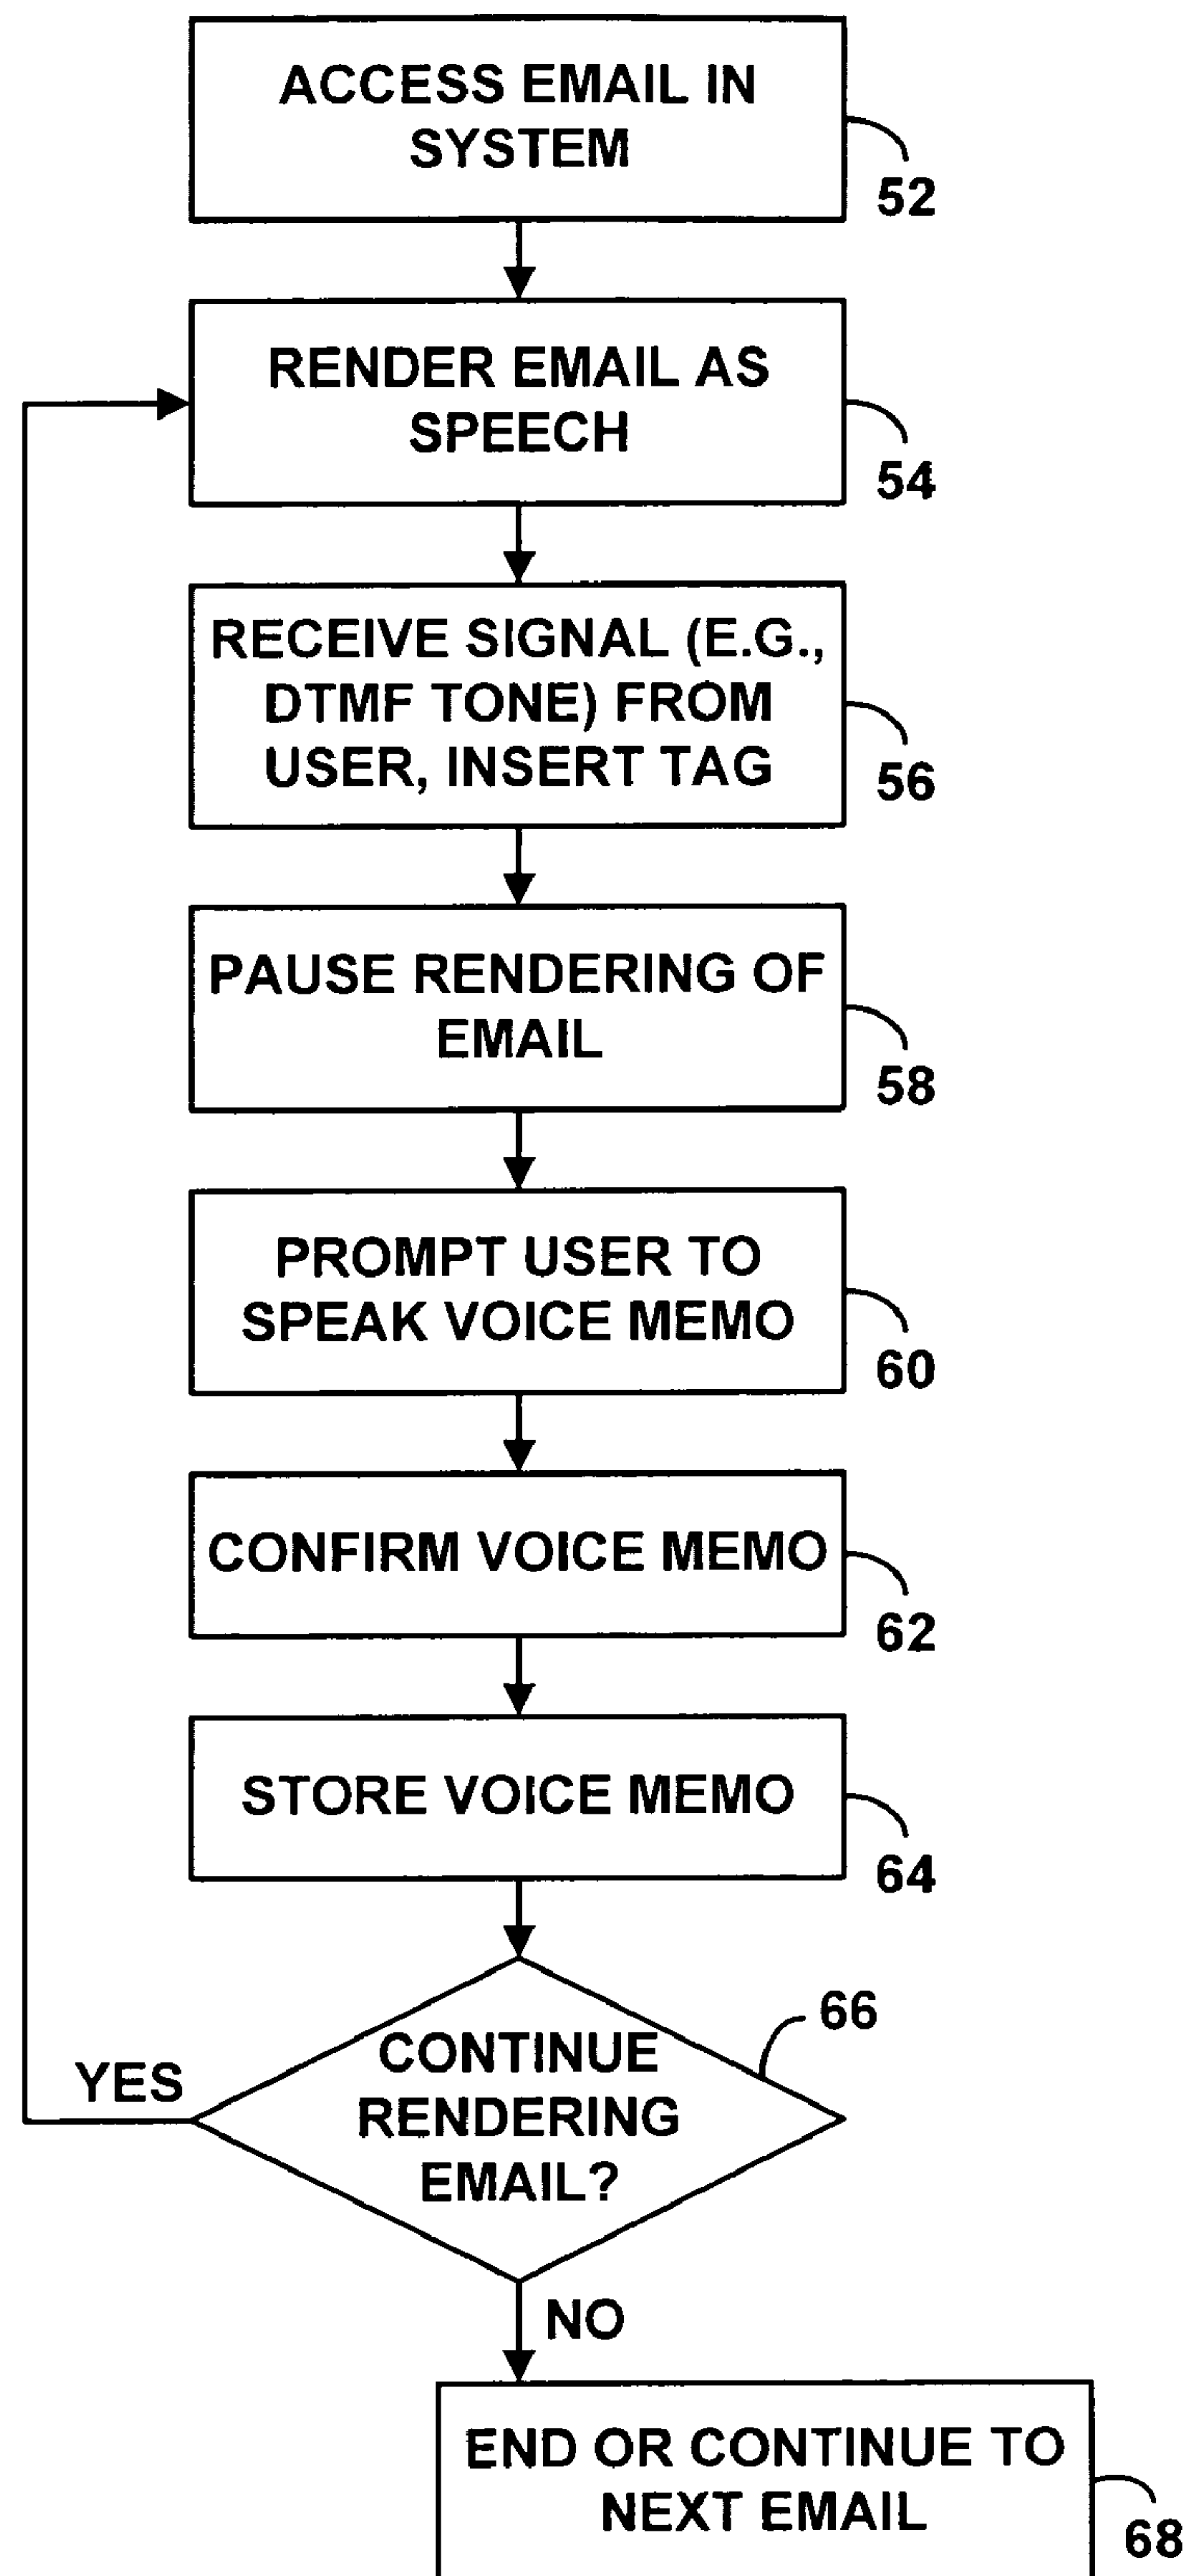 ACCESS EMAIL IN
SYSTEM
52
RENDER EMAIL AS
SPEECH
54
RECEIVE SIGNAL (E.G.,
DTMF TONE) FROM
USER, INSERT TAG
56
PAUSE RENDERING OF
EMAIL
58
PROMPT USER TO
SPEAK VOICE MEMO
60
CONFIRM VOICE MEMO
62
STORE VOICE MEMO
64
66
CONTINUE
RENDERING
EMAIL?
YES
NO
END OR CONTINUE TO
NEXT EMAIL
68